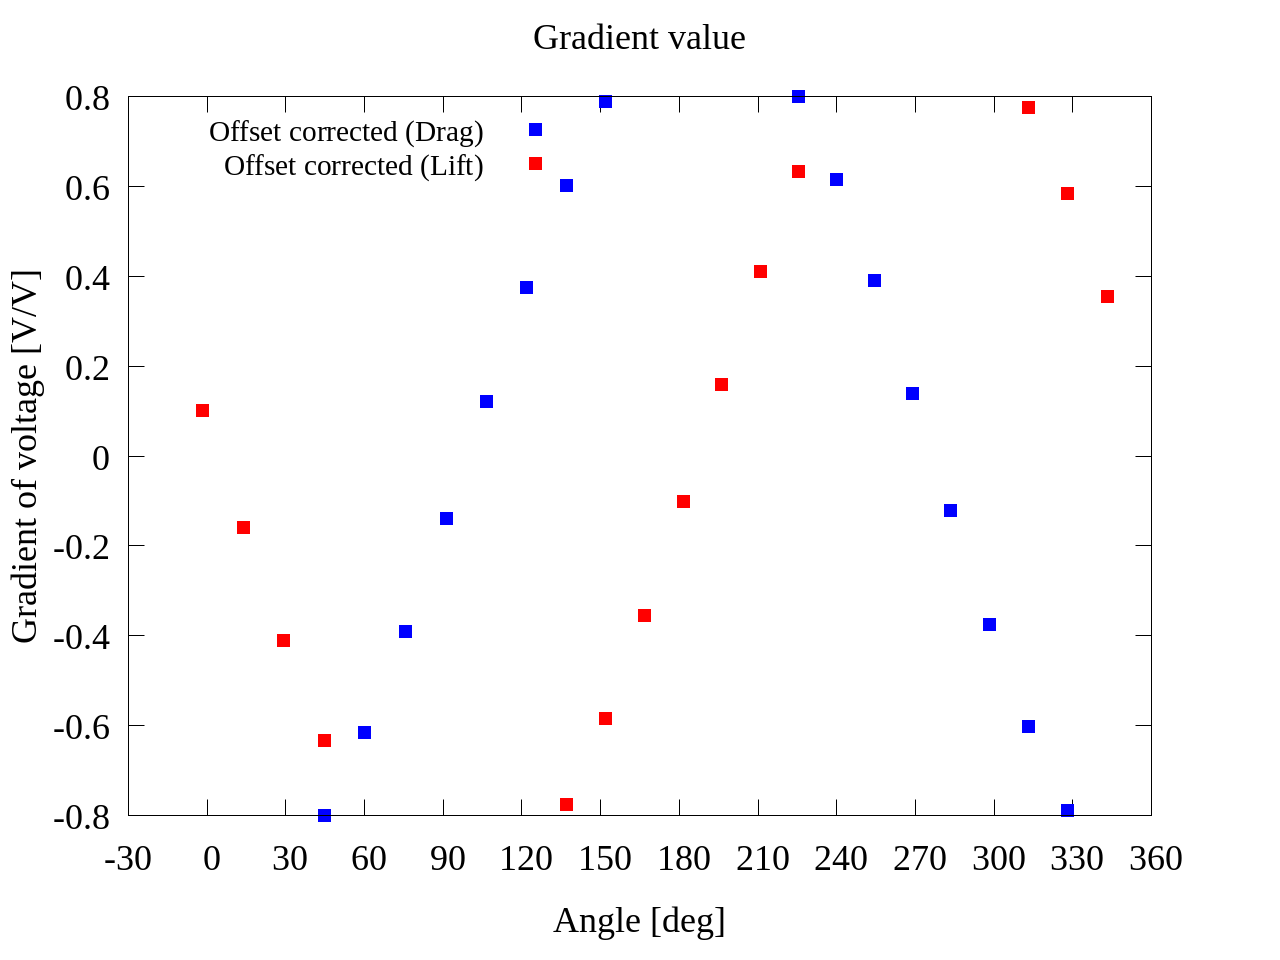 Gradient value
Offset corrected (Drag)
Offset corrected (Lift)
0.8
0.6
0.4
0.2
0
-0.2
-0.4
-0.6
-0.8
Gradient of voltage [V/V]
-30 0 30 60 90 120 150 180 210 240 270 300 330 360
Angle [deg]